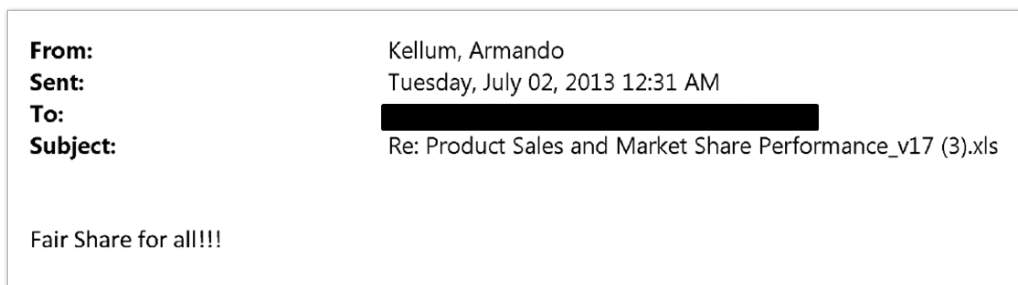 From: Kellum, Armando
Sent: Tuesday, July 02, 2013 12:31 AM
To:
Subject: Re: Product Sales and Market Share Performance_v17 (3).xls
Fair Share for all!!!